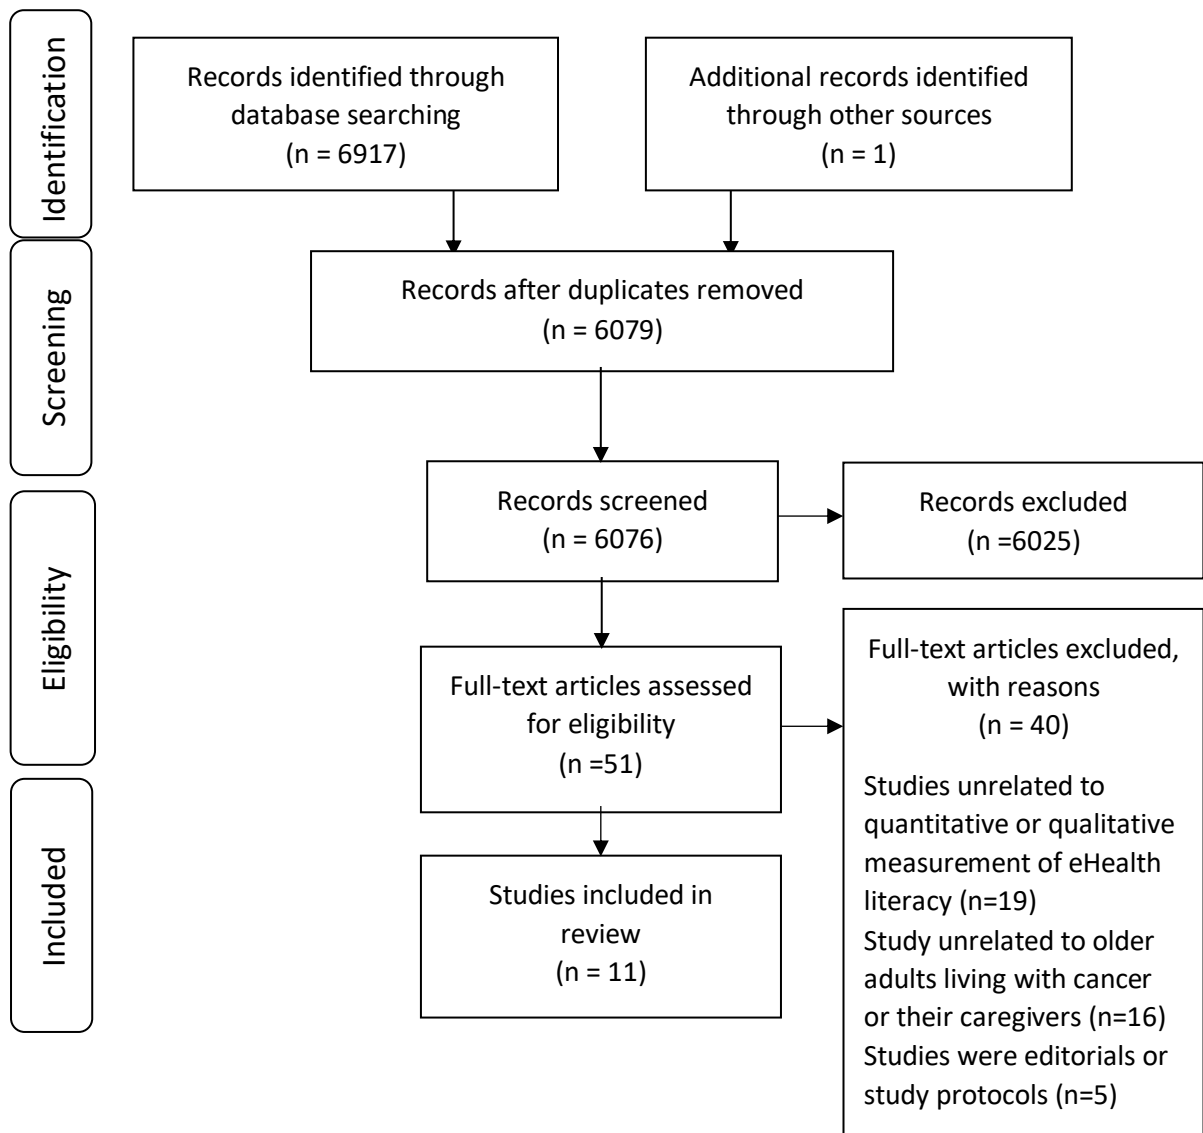 Identification
Records identified through
database searching
(n = 6917)
Additional records identified
through other sources
(n = 1)
Screening
Records after duplicates removed
(n = 6079)
Records screened
(n = 6076)
Records excluded
(n =6025)
Eligibility
Full-text articles assessed
for eligibility
(n =51)
Full-text articles excluded,
with reasons
(n = 40)
Studies unrelated to
quantitative or qualitative
measurement of eHealth
literacy (n=19)
Study unrelated to older
adults living with cancer
or their caregivers (n=16)
Studies were editorials or
study protocols (n=5)
Included
Studies included in
review
(n = 11)